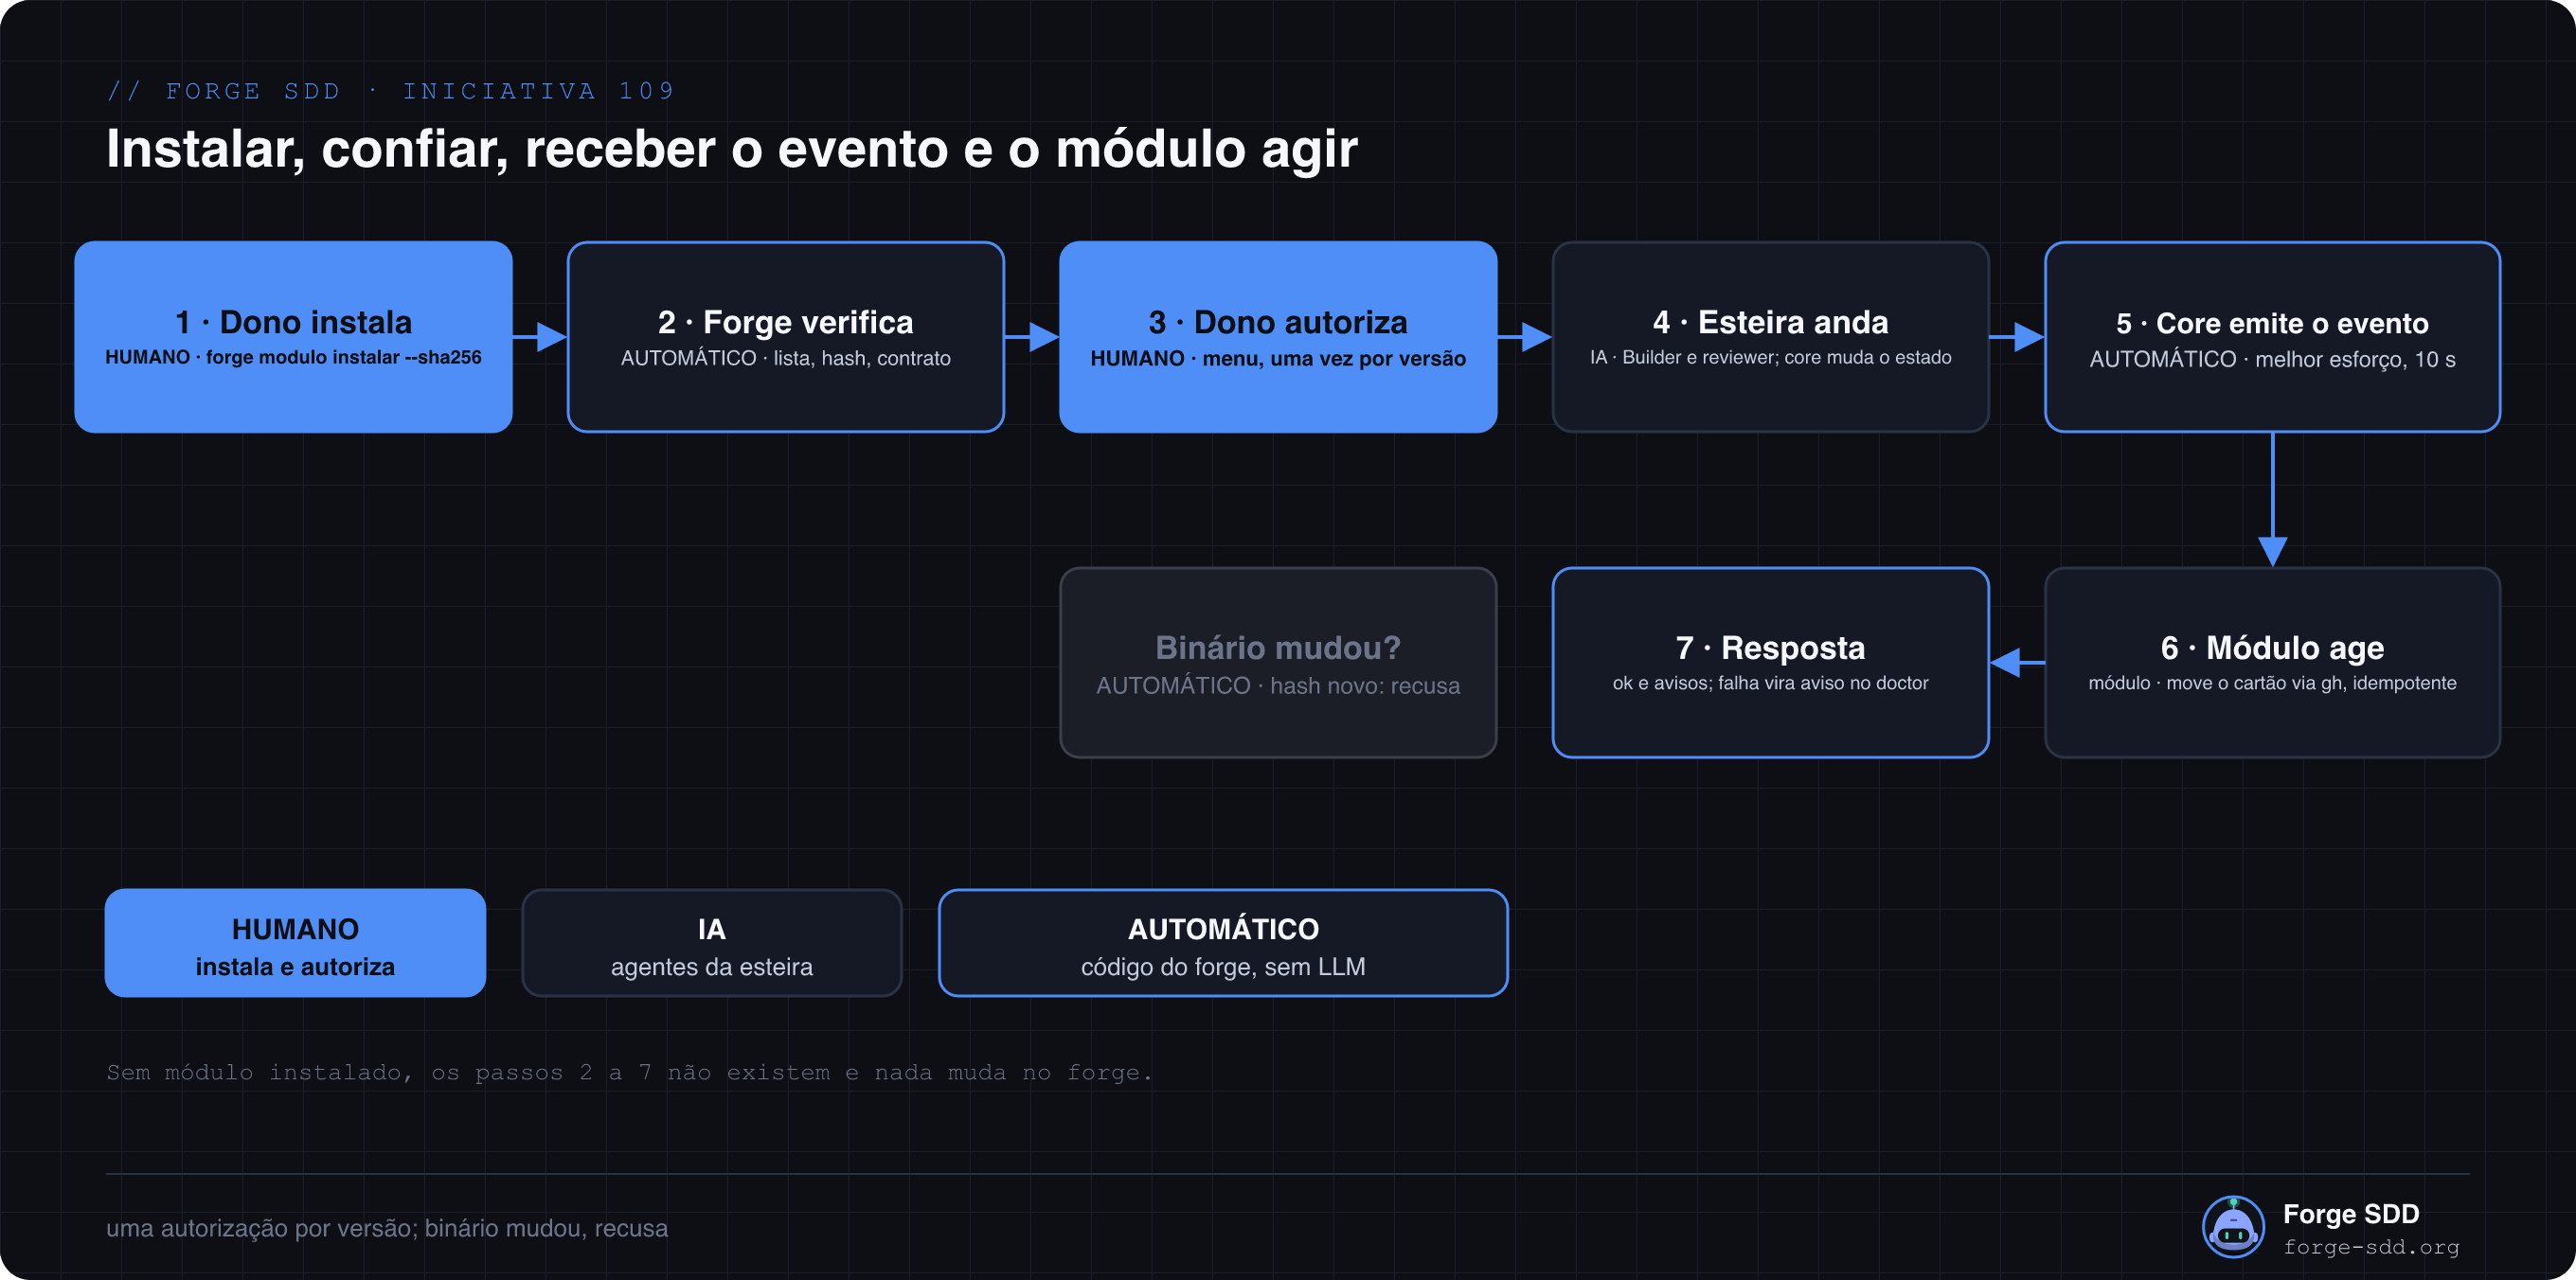 // FORGE SDD · INICIATIVA 109
Instalar, confiar, receber o evento e o módulo agir
1 · Dono instala
HUMANO · forge modulo instalar --sha256
2 · Forge verifica
AUTOMÁTICO · lista, hash, contrato
3 · Dono autoriza
HUMANO · menu, uma vez por versão
4 · Esteira anda
IA · Builder e reviewer; core muda o estado
5 · Core emite o evento
AUTOMÁTICO · melhor esforço, 10 s
Binário mudou?
AUTOMÁTICO · hash novo: recusa
7 · Resposta
ok e avisos; falha vira aviso no doctor
6 · Módulo age
módulo · move o cartão via gh, idempotente
HUMANO
instala e autoriza
IA
agentes da esteira
AUTOMÁTICO
código do forge, sem LLM
Sem módulo instalado, os passos 2 a 7 não existem e nada muda no forge.
uma autorização por versão; binário mudou, recusa
Forge SDD
forge-sdd.org